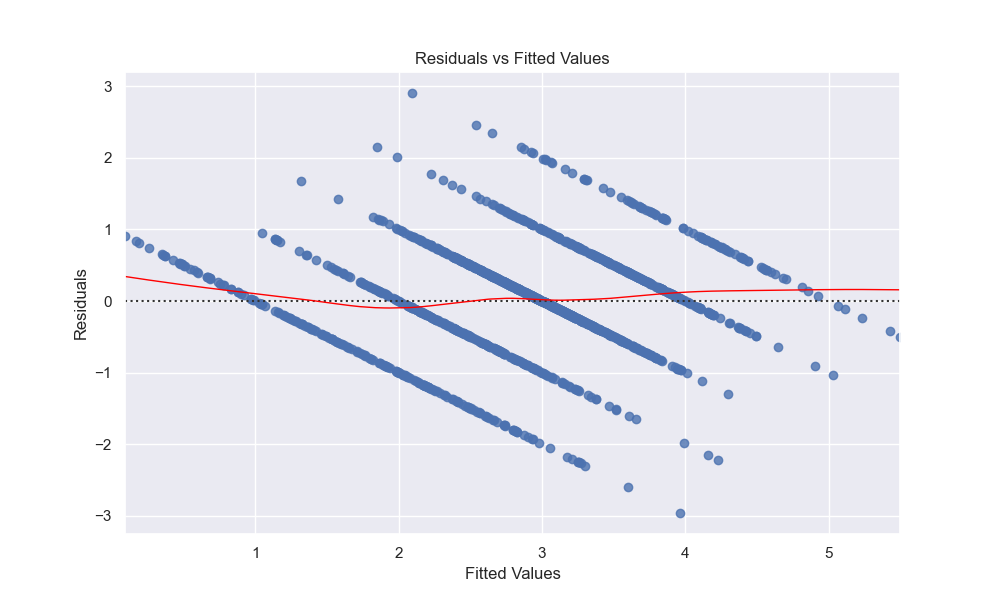 Residuals vs Fitted Values
3
2
1
0
−1
−2
−3
Residuals
1 2 3 4 5
Fitted Values